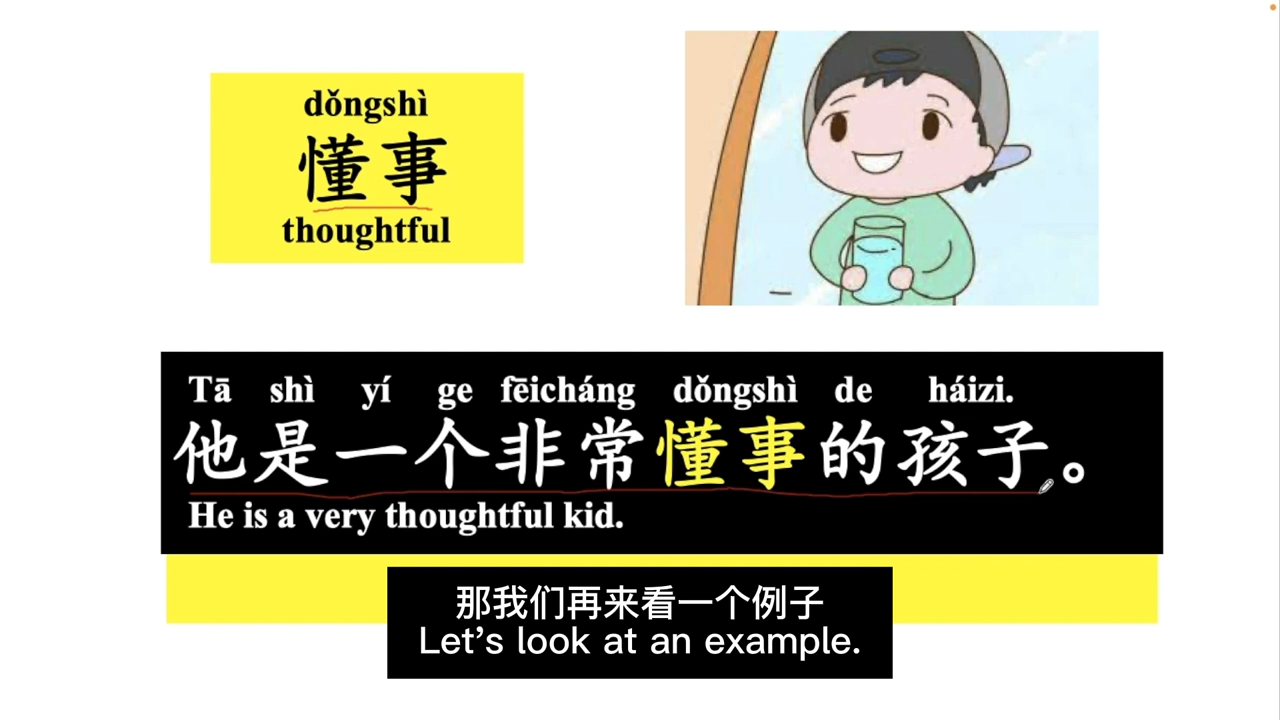 dǒngshì
懂事
thoughtful
Tā shì yí ge fēicháng dǒngshì de háizi.
他是一个非常懂事的孩子。
He is a very thoughtful kid.
那我们再来看一个例子
Let's look at an example.